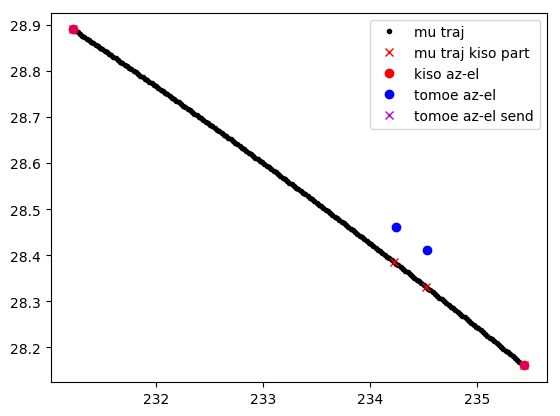 28.9
28.8
28.7
28.6
28.5
28.4
28.3
28.2
mu traj
mu traj kiso part
kiso az-el
tomoe az-el
tomoe az-el send
232 233 234 235